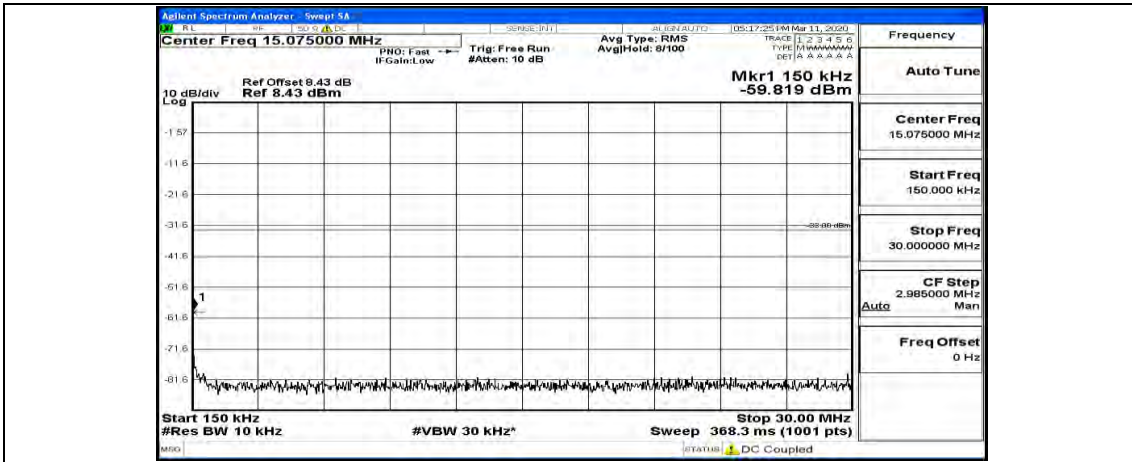 Agilent Spectrum Analyzer - Swept SA
RL RF 50 Ω DC SENSE:INT ALIGN AUTO 05:17:25 PM Mar 11, 2020
Center Freq 15.075000 MHz
PNO: Fast
IFGain:Low
Trig: Free Run
#Atten: 10 dB
Avg Type: RMS
Avg|Hold: 8/100
TRACE 1 2 3 4 5 6
TYPE M W W W W W
DET A A A A A A
Ref Offset 8.43 dB
10 dB/div Ref 8.43 dBm
Log
Mkr1 150 kHz
-59.819 dBm
-1.57
-11.6
-21.6
-31.6
-41.6
-51.6
1
-61.6
-71.6
-81.6
Start 150 kHz
Stop 30.00 MHz
#Res BW 10 kHz
#VBW 30 kHz*
Sweep 368.3 ms (1001 pts)
MSG
STATUS
DC Coupled
Frequency
Auto Tune
Center Freq
15.075000 MHz
Start Freq
150.000 kHz
Stop Freq
30.000000 MHz
CF Step
2.985000 MHz
Auto Man
Freq Offset
0 Hz